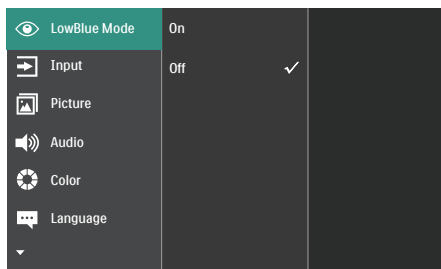 LowBlue Mode
On
Input
Off
Picture
Audio
Color
Language